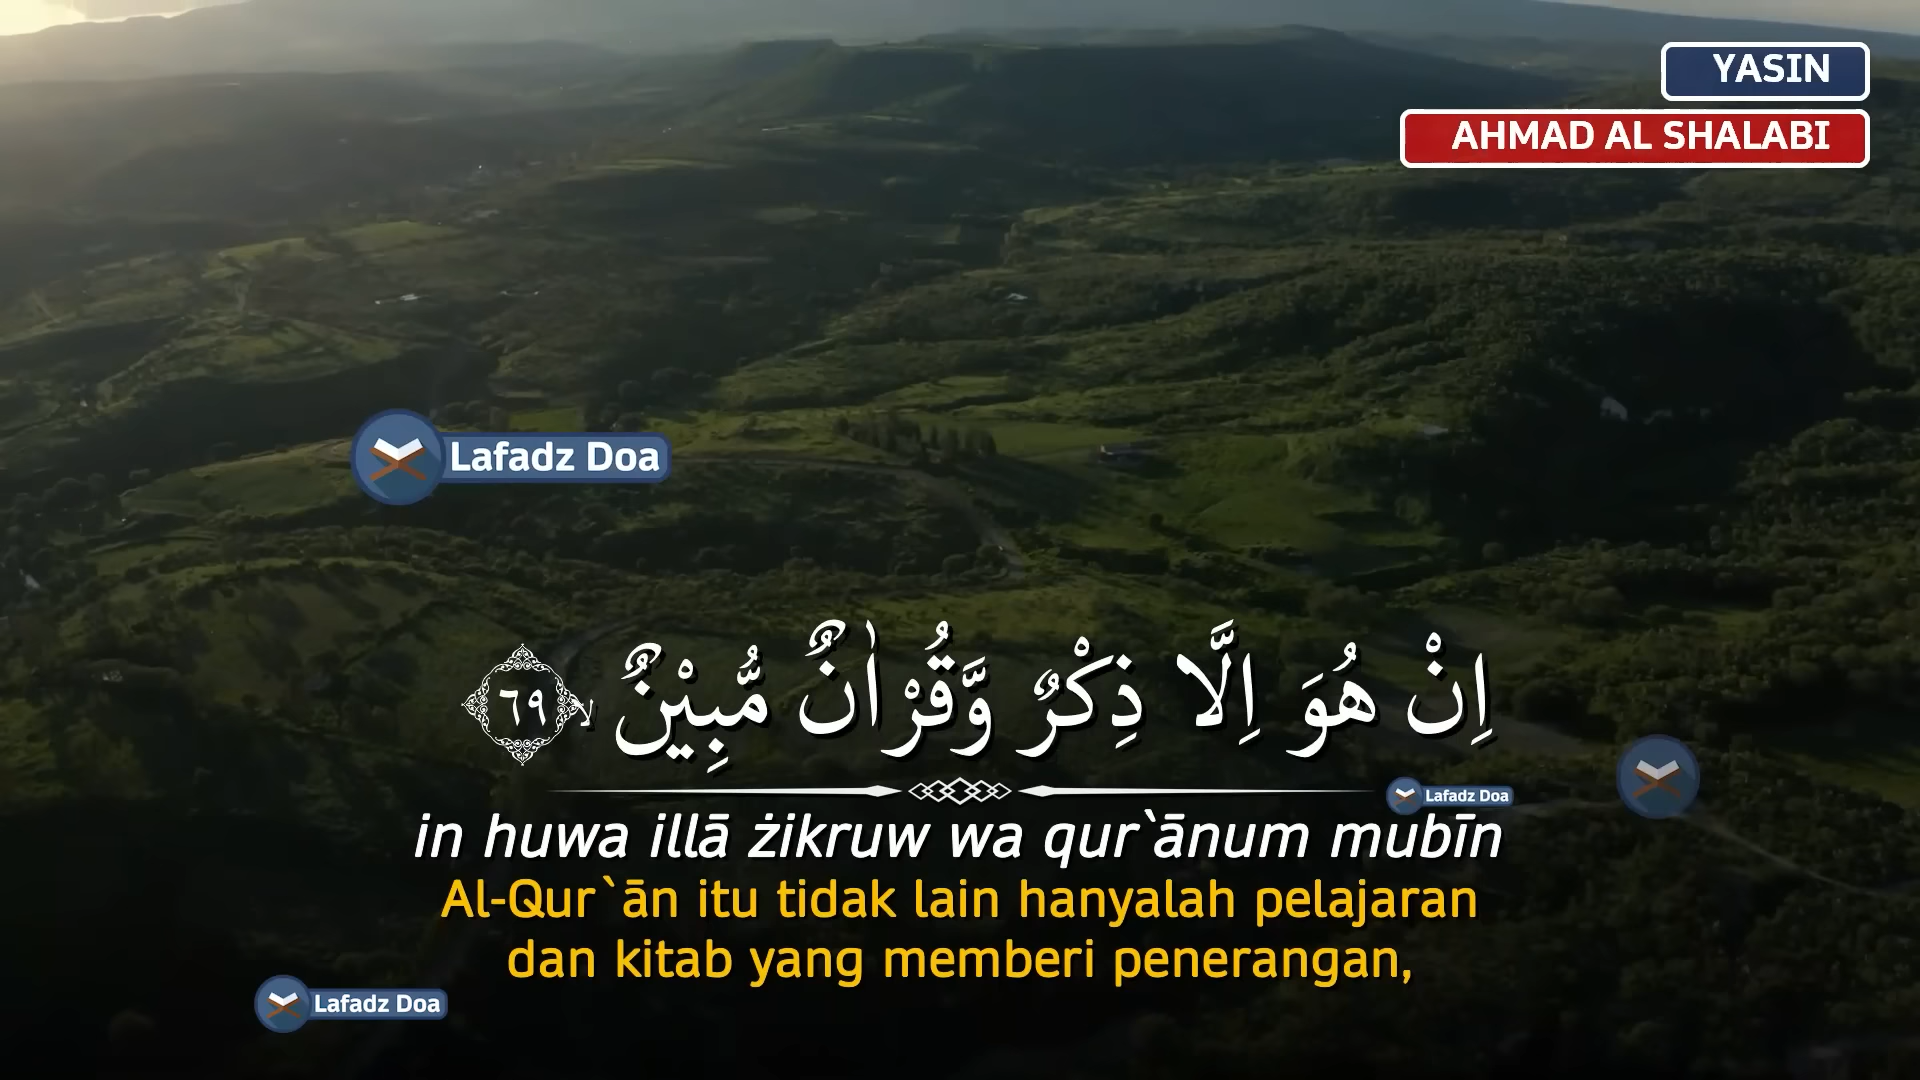 YASIN
AHMAD AL SHALABI
Lafadz Doa
اِنْ هُوَ اِلَّا ذِكْرٌ وَّقُرْاٰنٌ مُّبِيْنٌ ۙ ٦٩
Lafadz Doa
in huwa illā żikruw wa qur`ānum mubīn
Al-Qur`ān itu tidak lain hanyalah pelajaran
dan kitab yang memberi penerangan,
Lafadz Doa